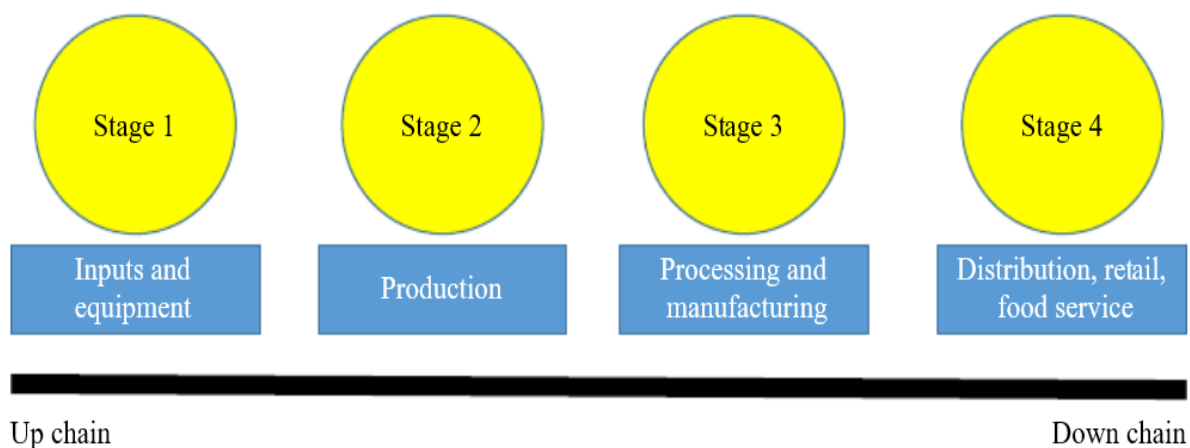 Stage 1
Stage 2
Stage 3
Stage 4
Inputs and
equipment
Production
Processing and
manufacturing
Distribution, retail,
food service
Up chain
Down chain